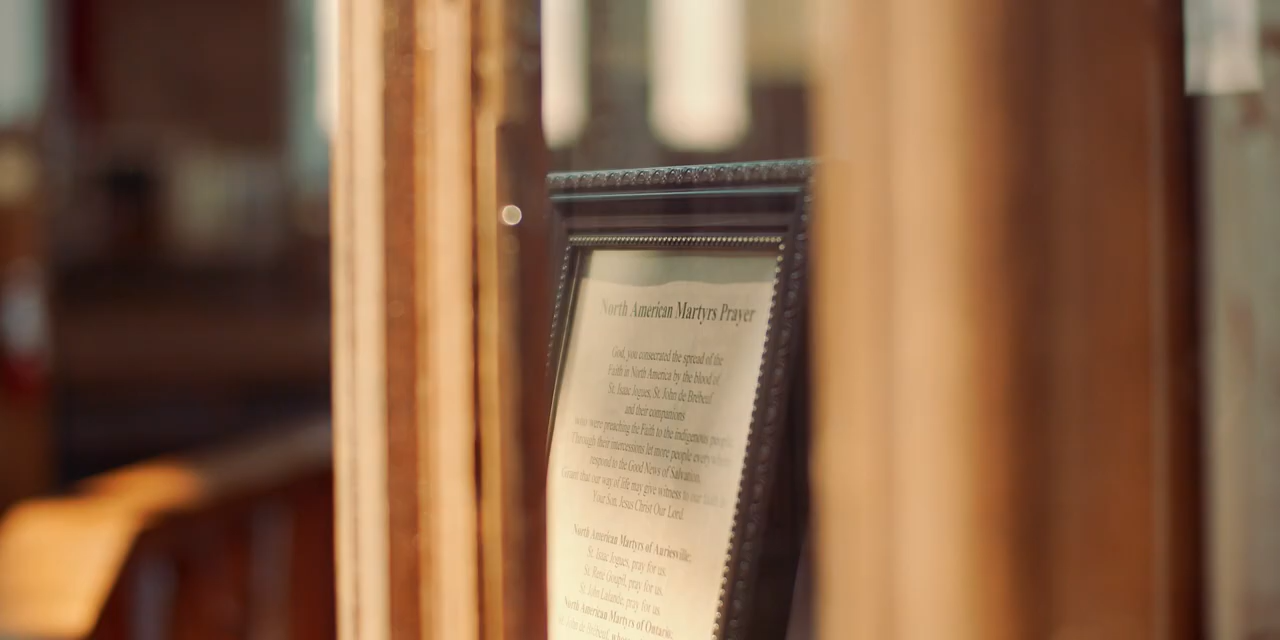 North American Martyrs Prayer
God, you consecrated the spread of the
Faith in North America by the blood of
St. Isaac Jogues, St. John de Brébeuf
and their companions
were preaching the Faith to the indigenous people.
Through their intercessions let more people everywhere
respond to the Good News of Salvation.
Grant that our way of life may give witness to our faith in
Your Son, Jesus Christ Our Lord.
North American Martyrs of Auriesville;
St. Isaac Jogues, pray for us.
St. Rene Goupil, pray for us.
St. John Lalande, pray for us.
North American Martyrs of Ontario;
St. John de Brébeuf,